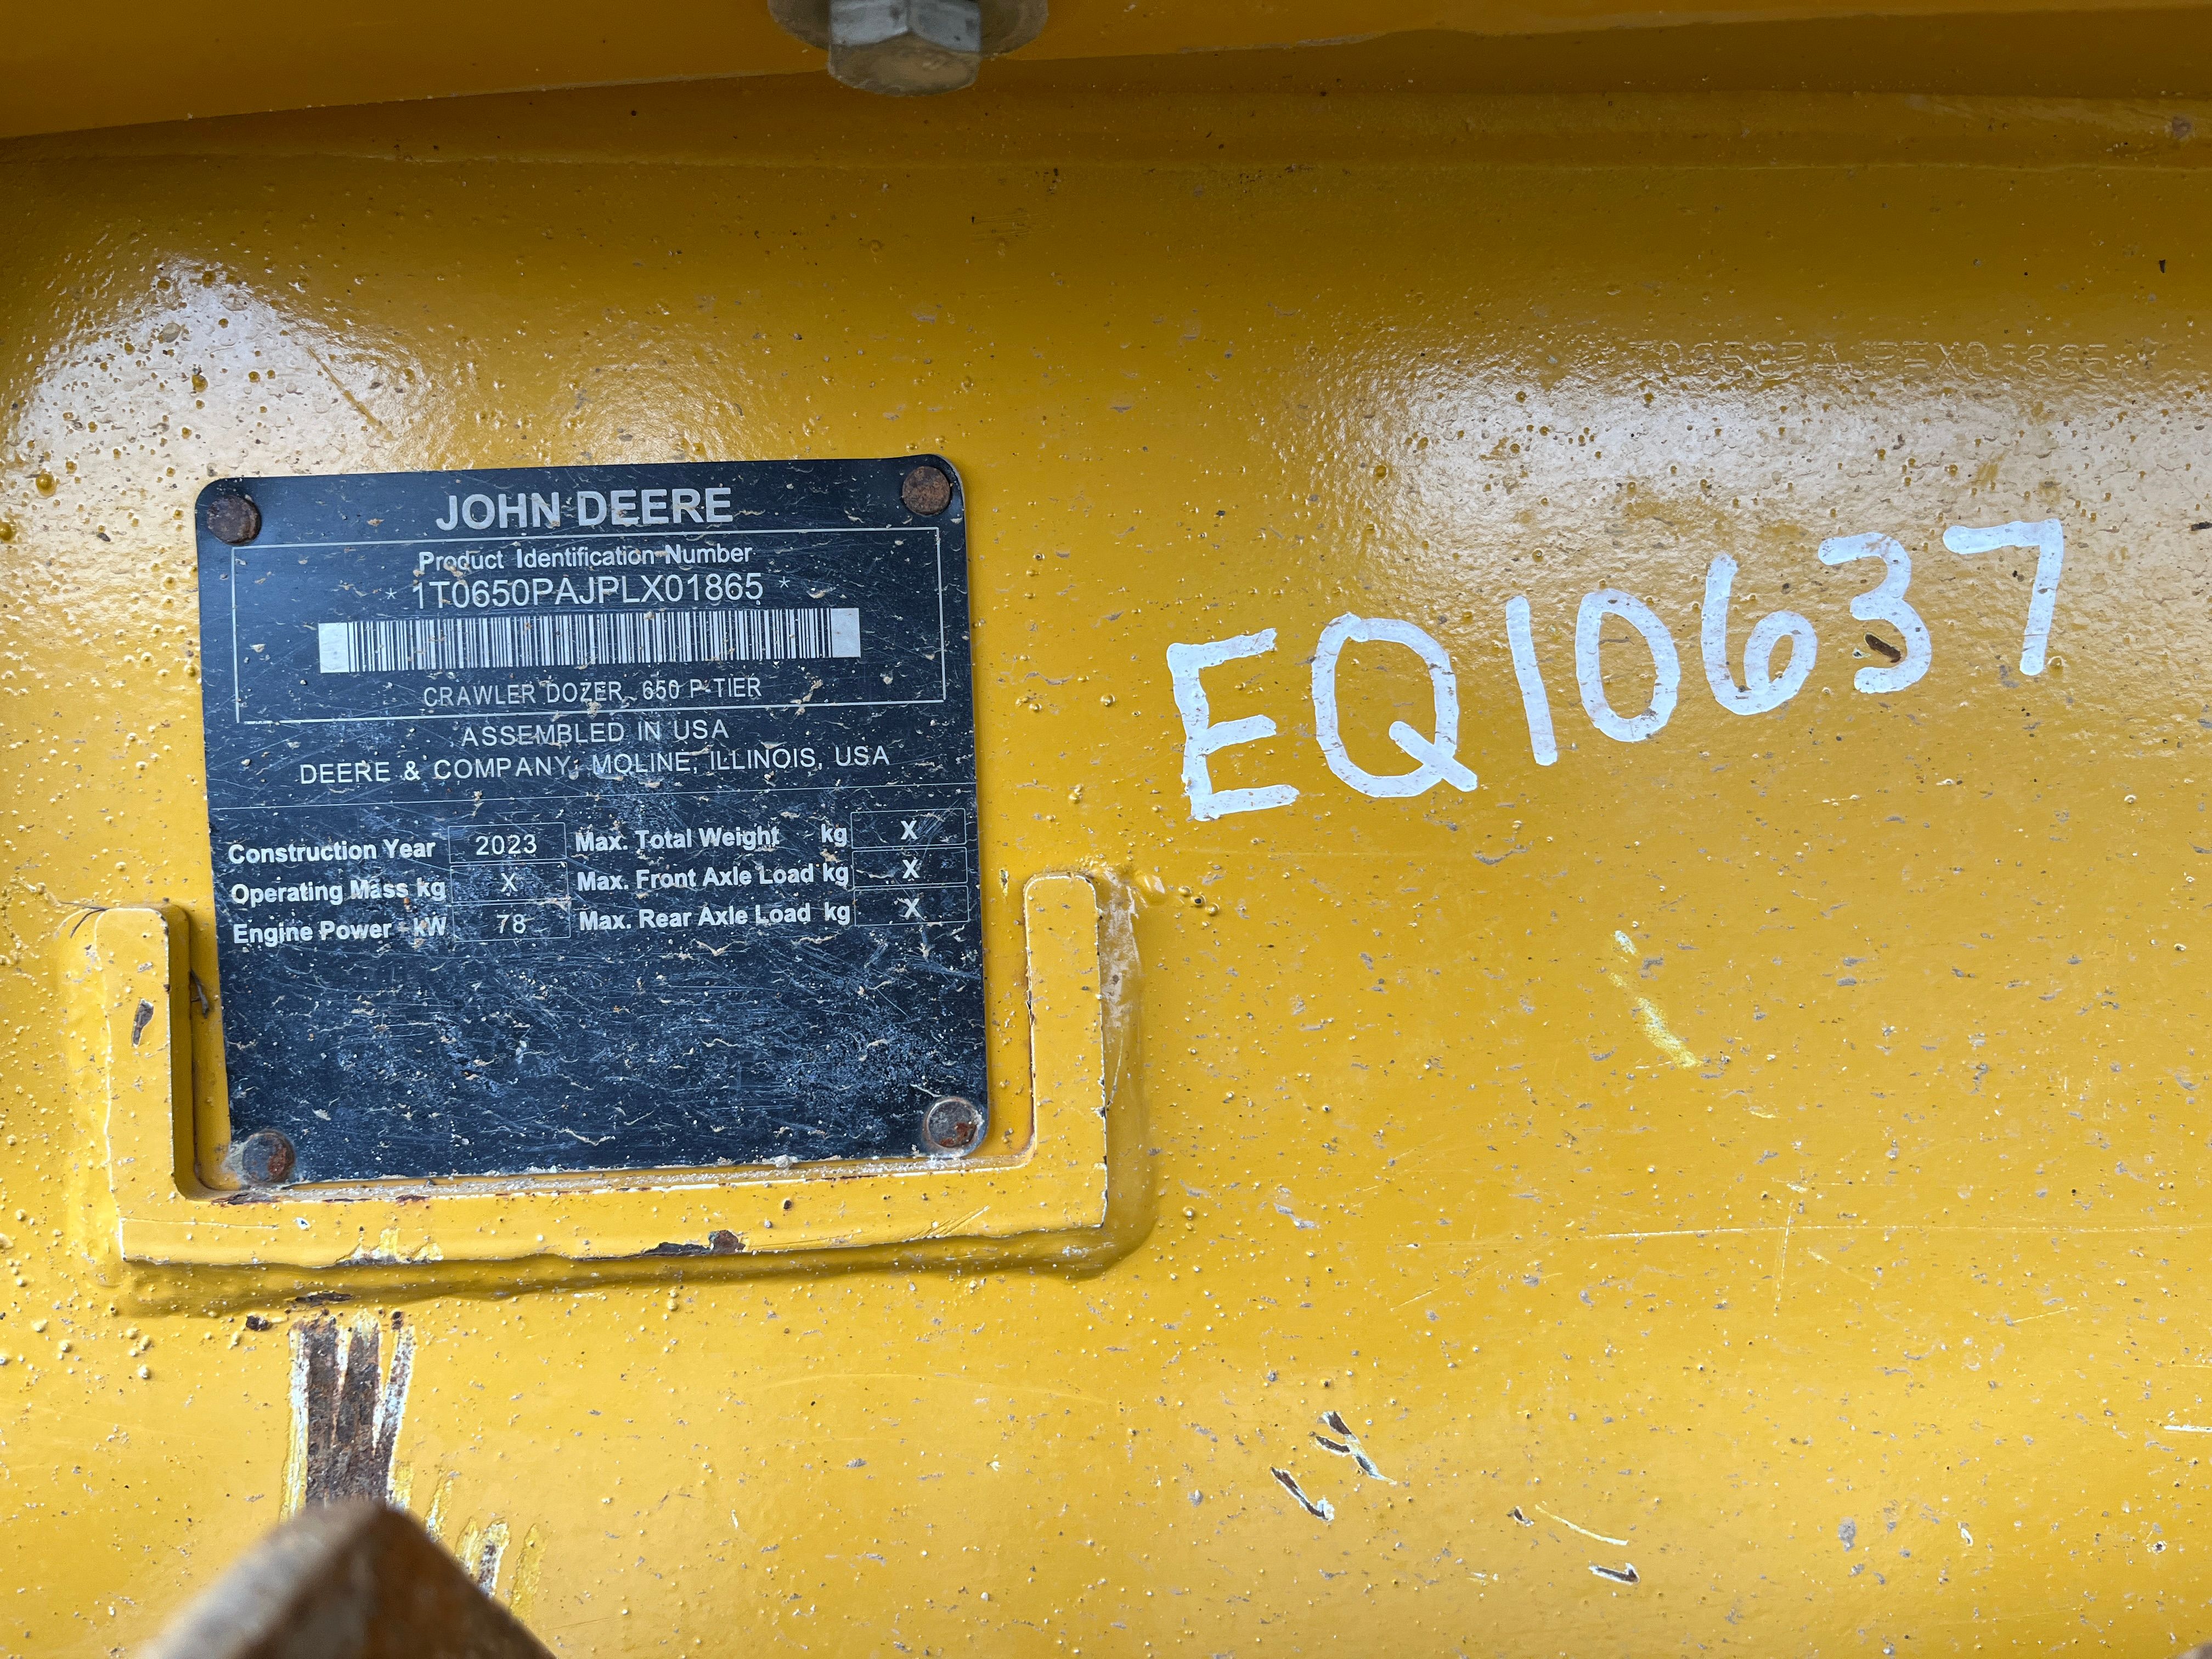 JOHN DEERE
Product Identification Number
* 1T0650PAJPLX01865 *
CRAWLER DOZER, 650 P-TIER
ASSEMBLED IN USA
DEERE & COMPANY, MOLINE, ILLINOIS, USA
Construction Year 2023 Max. Total Weight kg X
Operating Mass kg X Max. Front Axle Load kg X
Engine Power kW 78 Max. Rear Axle Load kg X
EQ10637